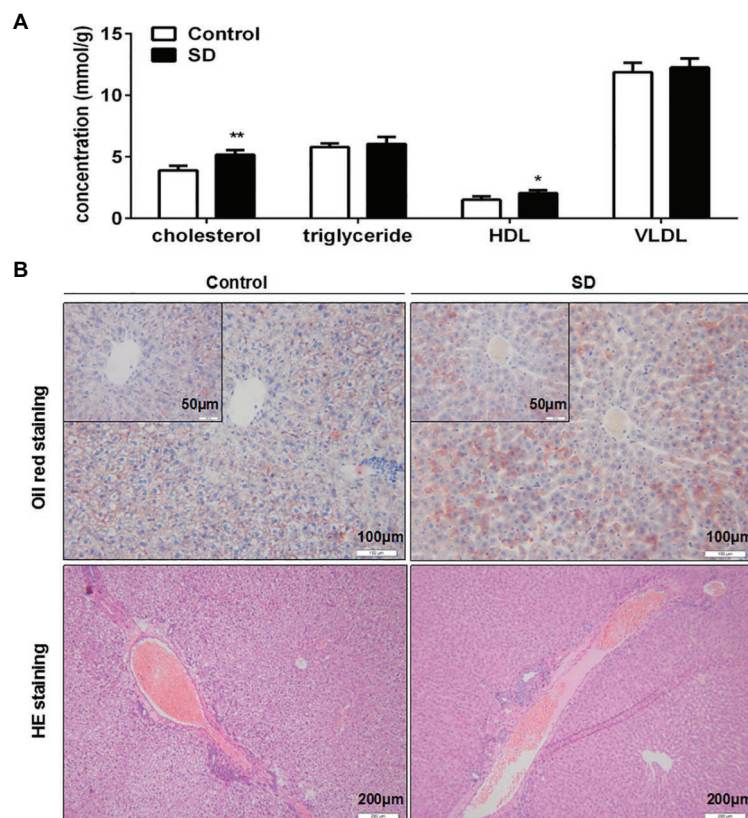 A
concentration (mmol/g)
15
10
5
0
Control
SD
**
*
cholesterol
triglyceride
HDL
VLDL
B
Control
SD
Oil red staining
50μm
100μm
50μm
100μm
HE staining
200μm
200μm